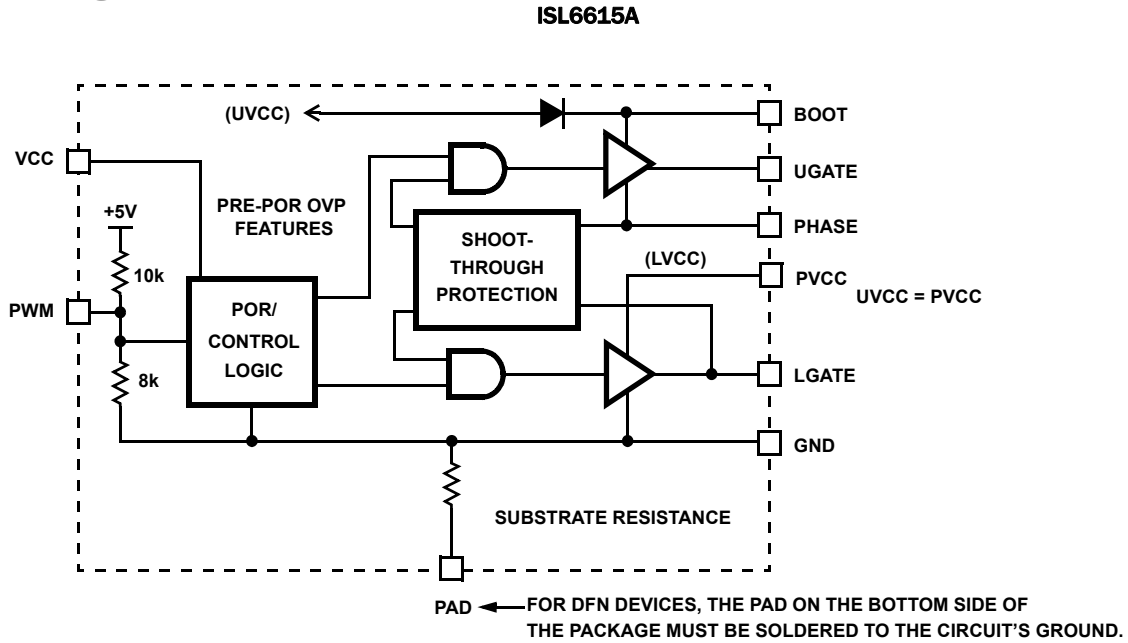 ISL6615A
(UVCC)
BOOT
VCC
UGATE
+5V
PRE-POR OVP
FEATURES
PHASE
SHOOT-
THROUGH
PROTECTION
(LVCC)
10k
PVCC
UVCC = PVCC
PWM
POR/
CONTROL
LOGIC
8k
LGATE
GND
SUBSTRATE RESISTANCE
PAD
FOR DFN DEVICES, THE PAD ON THE BOTTOM SIDE OF
THE PACKAGE MUST BE SOLDERED TO THE CIRCUIT'S GROUND.